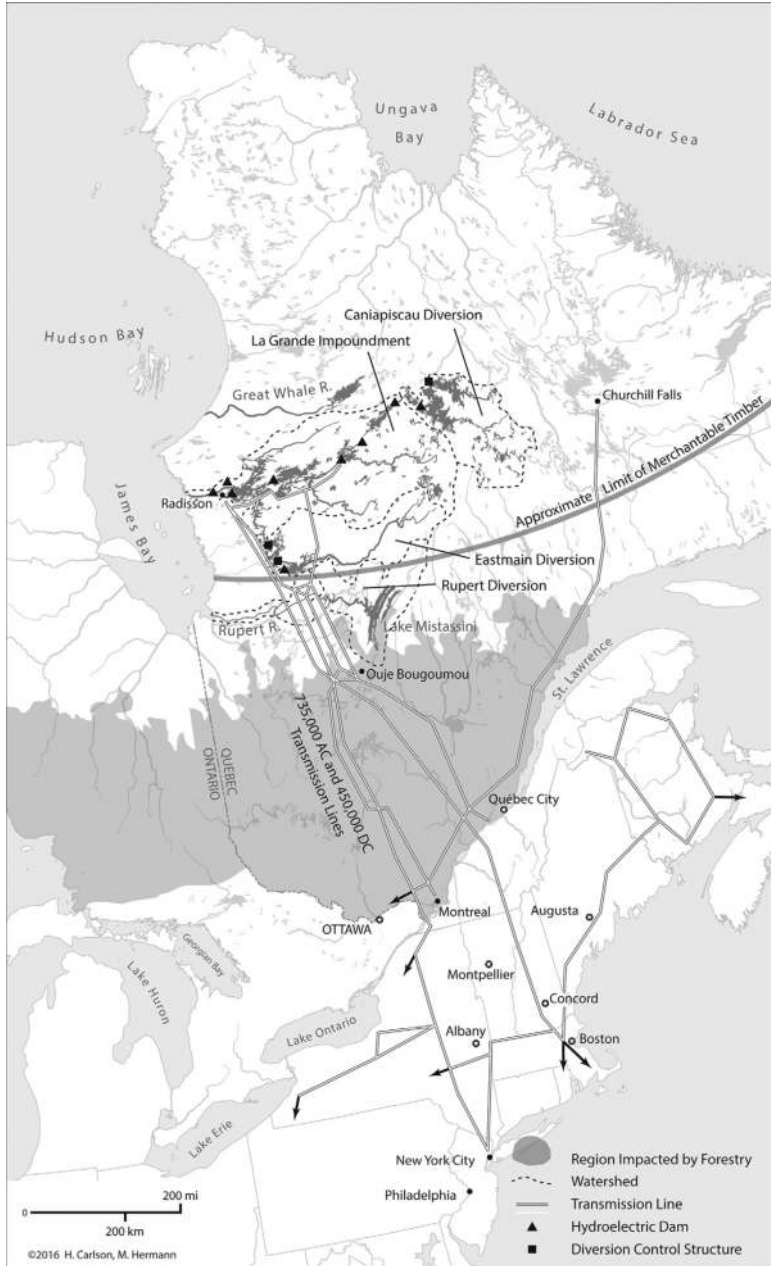 Ungava
Bay
Labrador Sea
Hudson Bay
Caniapiscau Diversion
La Grande Impoundment
Great Whale R.
Churchill Falls
Approximate Limit of Merchantable Timber
James Bay
Radisson
Eastmain Diversion
Rupert Diversion
Rupert R.
Lake Mistassini
Ouje Bougoumou
St. Lawrence
QUÉBEC
ONTARIO
735,000 AC and 450,000 DC
Transmission Lines
Québec City
OTTAWA
Montreal
Augusta
Georgian Bay
Lake Huron
Montpellier
Concord
Lake Ontario
Albany
Boston
Lake Erie
New York City
Philadelphia
Region Impacted by Forestry
Watershed
Transmission Line
Hydroelectric Dam
Diversion Control Structure
200 mi
0
200 km
©2016 H. Carlson, M. Hermann